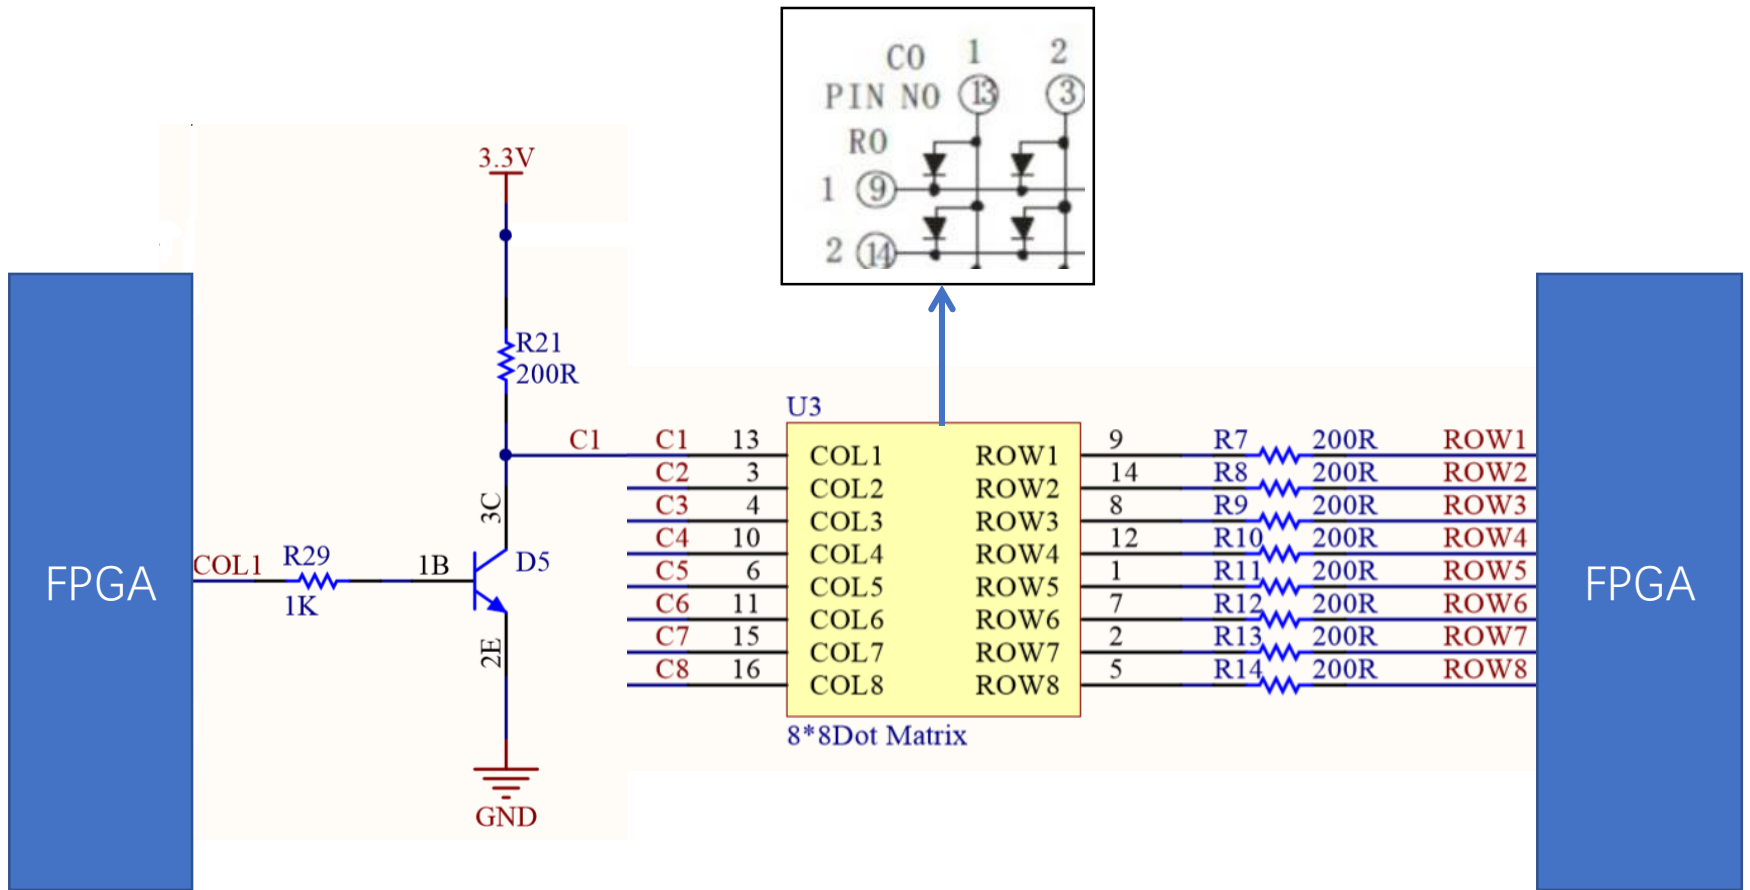 CO 1 2
PIN NO 13 3
RO
1 9
2 14
3.3V
R21
200R
U3
C1
C1 13 COL1 ROW1 9 R7 200R ROW1
C2 3 COL2 ROW2 14 R8 200R ROW2
C3 4 COL3 ROW3 8 R9 200R ROW3
C4 10 COL4 ROW4 12 R10 200R ROW4
C5 6 COL5 ROW5 1 R11 200R ROW5
C6 11 COL6 ROW6 7 R12 200R ROW6
C7 15 COL7 ROW7 2 R13 200R ROW7
C8 16 COL8 ROW8 5 R14 200R ROW8
8*8Dot Matrix
3C
FPGA
COL1 R29
1K
1B
D5
2E
GND
FPGA